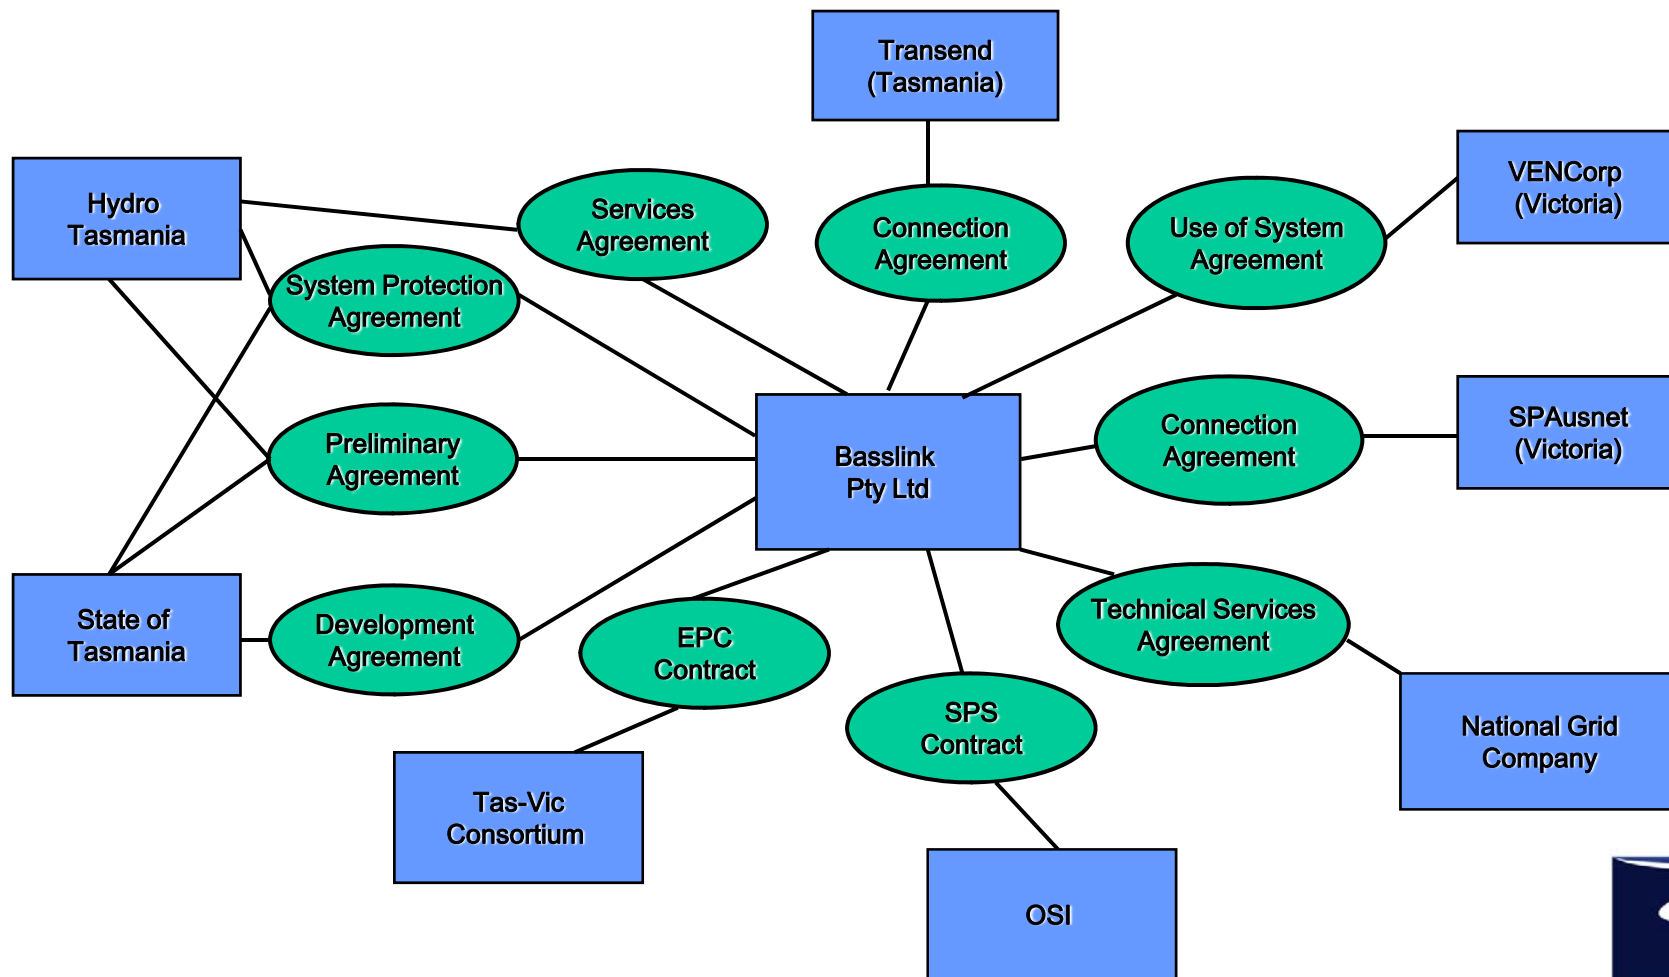 Transend
(Tasmania)
VENCorp
(Victoria)
Hydro
Tasmania
Services
Agreement
Connection
Agreement
Use of System
Agreement
System Protection
Agreement
Preliminary
Agreement
Basslink
Pty Ltd
Connection
Agreement
SPAusnet
(Victoria)
State of
Tasmania
Development
Agreement
EPC
Contract
Technical Services
Agreement
SPS
Contract
National Grid
Company
Tas-Vic
Consortium
OSI